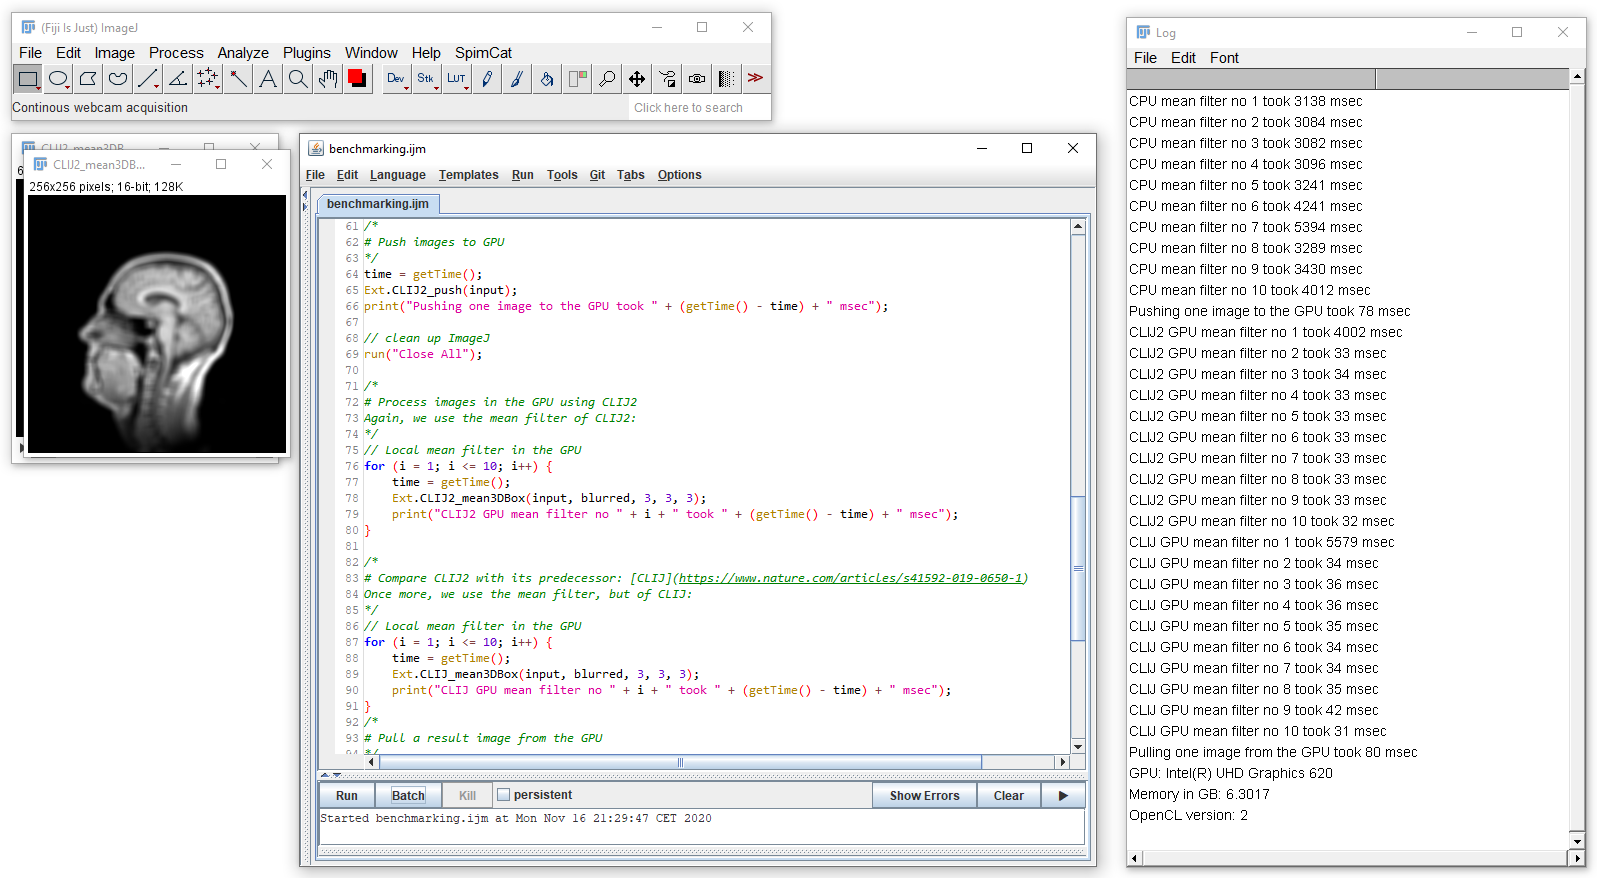 (Fiji Is Just) ImageJ
File Edit Image Process Analyze Plugins Window Help SpimCat
Dev Stk LUT
Continous webcam acquisition
Click here to search
CLIJ2_mean3DB...
256x256 pixels; 16-bit; 128K
benchmarking.ijm
File Edit Language Templates Run Tools Git Tabs Options
benchmarking.ijm
61 /*
62 # Push images to GPU
63 */
64 time = getTime();
65 Ext.CLIJ2_push(input);
66 print("Pushing one image to the GPU took " + (getTime() - time) + " msec");
67
68 // clean up ImageJ
69 run("Close All");
70
71 /*
72 # Process images in the GPU using CLIJ2
73 Again, we use the mean filter of CLIJ2:
74 */
75 // Local mean filter in the GPU
76 for (i = 1; i <= 10; i++) {
77     time = getTime();
78     Ext.CLIJ2_mean3DBox(input, blurred, 3, 3, 3);
79     print("CLIJ2 GPU mean filter no " + i + " took " + (getTime() - time) + " msec");
80 }
81
82 /*
83 # Compare CLIJ2 with its predecessor: [CLIJ](https://www.nature.com/articles/s41592-019-0650-1)
84 Once more, we use the mean filter, but of CLIJ:
85 */
86 // Local mean filter in the GPU
87 for (i = 1; i <= 10; i++) {
88     time = getTime();
89     Ext.CLIJ_mean3DBox(input, blurred, 3, 3, 3);
90     print("CLIJ GPU mean filter no " + i + " took " + (getTime() - time) + " msec");
91 }
92 /*
93 # Pull a result image from the GPU
94 */
Run Batch Kill persistent Show Errors Clear
Started benchmarking.ijm at Mon Nov 16 21:29:47 CET 2020
Log
File Edit Font
CPU mean filter no 1 took 3138 msec
CPU mean filter no 2 took 3084 msec
CPU mean filter no 3 took 3082 msec
CPU mean filter no 4 took 3096 msec
CPU mean filter no 5 took 3241 msec
CPU mean filter no 6 took 4241 msec
CPU mean filter no 7 took 5394 msec
CPU mean filter no 8 took 3289 msec
CPU mean filter no 9 took 3430 msec
CPU mean filter no 10 took 4012 msec
Pushing one image to the GPU took 78 msec
CLIJ2 GPU mean filter no 1 took 4002 msec
CLIJ2 GPU mean filter no 2 took 33 msec
CLIJ2 GPU mean filter no 3 took 34 msec
CLIJ2 GPU mean filter no 4 took 33 msec
CLIJ2 GPU mean filter no 5 took 33 msec
CLIJ2 GPU mean filter no 6 took 33 msec
CLIJ2 GPU mean filter no 7 took 33 msec
CLIJ2 GPU mean filter no 8 took 33 msec
CLIJ2 GPU mean filter no 9 took 33 msec
CLIJ2 GPU mean filter no 10 took 32 msec
CLIJ GPU mean filter no 1 took 5579 msec
CLIJ GPU mean filter no 2 took 34 msec
CLIJ GPU mean filter no 3 took 36 msec
CLIJ GPU mean filter no 4 took 36 msec
CLIJ GPU mean filter no 5 took 35 msec
CLIJ GPU mean filter no 6 took 34 msec
CLIJ GPU mean filter no 7 took 34 msec
CLIJ GPU mean filter no 8 took 35 msec
CLIJ GPU mean filter no 9 took 42 msec
CLIJ GPU mean filter no 10 took 31 msec
Pulling one image from the GPU took 80 msec
GPU: Intel(R) UHD Graphics 620
Memory in GB: 6.3017
OpenCL version: 2